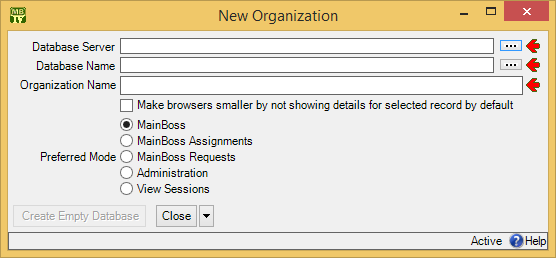 New Organization
Database Server
Database Name
Organization Name
Make browsers smaller by not showing details for selected record by default
MainBoss
MainBoss Assignments
Preferred Mode MainBoss Requests
Administration
View Sessions
Create Empty Database Close
Active Help